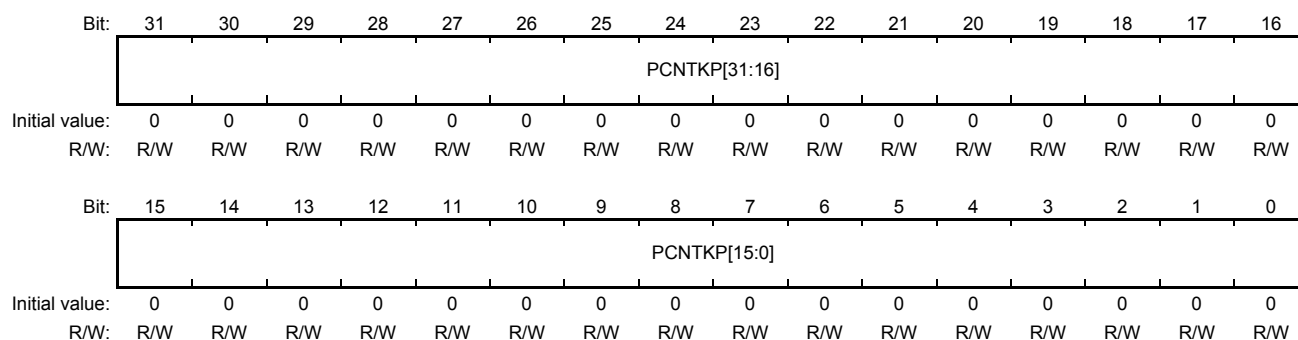 Bit: 31 30 29 28 27 26 25 24 23 22 21 20 19 18 17 16
PCNTKP[31:16]
Initial value: 0 0 0 0 0 0 0 0 0 0 0 0 0 0 0 0
R/W: R/W R/W R/W R/W R/W R/W R/W R/W R/W R/W R/W R/W R/W R/W R/W R/W
Bit: 15 14 13 12 11 10 9 8 7 6 5 4 3 2 1 0
PCNTKP[15:0]
Initial value: 0 0 0 0 0 0 0 0 0 0 0 0 0 0 0 0
R/W: R/W R/W R/W R/W R/W R/W R/W R/W R/W R/W R/W R/W R/W R/W R/W R/W